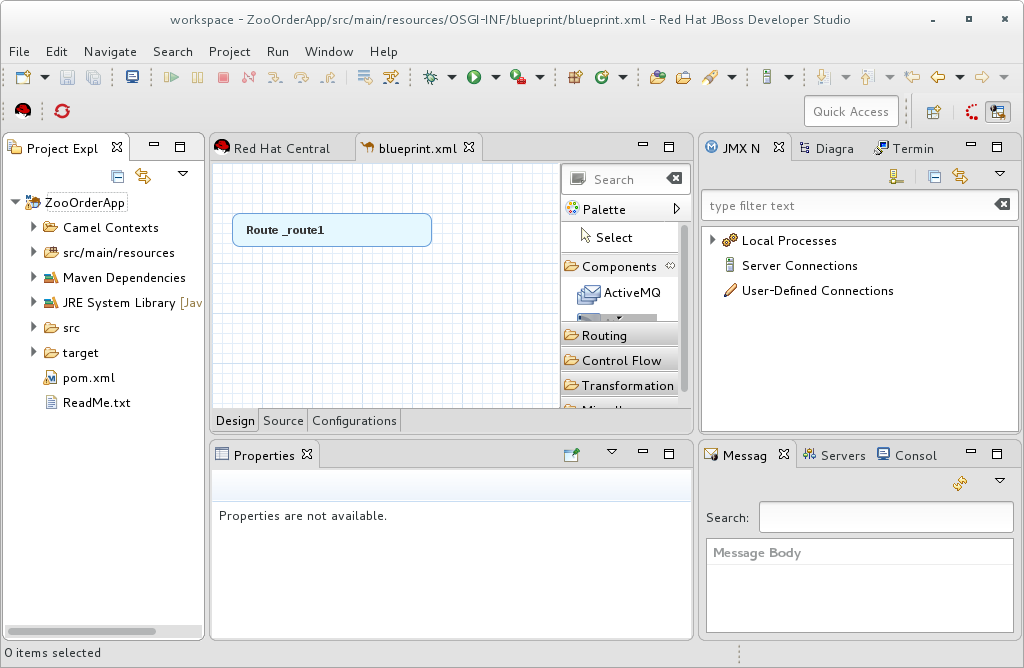 workspace - ZooOrderApp/src/main/resources/OSGI-INF/blueprint/blueprint.xml - Red Hat JBoss Developer Studio
File Edit Navigate Search Project Run Window Help
Quick Access
Project Expl
ZooOrderApp
Camel Contexts
src/main/resources
Maven Dependencies
JRE System Library [Jav
src
target
pom.xml
ReadMe.txt
Red Hat Central
blueprint.xml
Route _route1
Search
Palette
Select
Components
ActiveMQ
Routing
Control Flow
Transformation
Design Source Configurations
JMX N
Diagra
Termin
type filter text
Local Processes
Server Connections
User-Defined Connections
Properties
Properties are not available.
Messag
Servers
Consol
Search:
Message Body
0 items selected